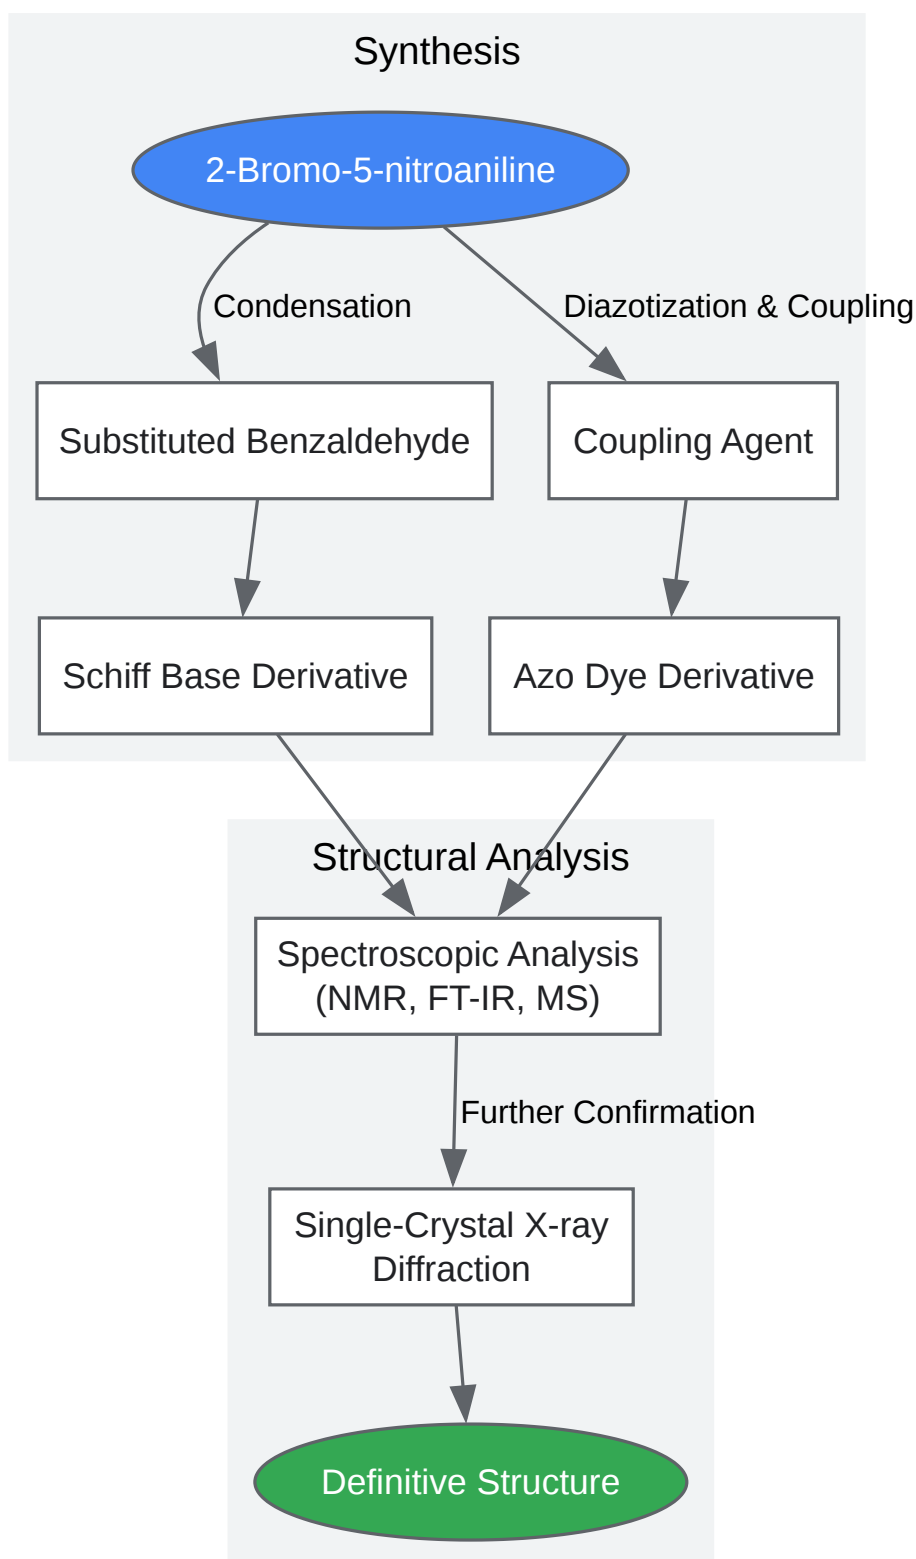 Synthesis
2-Bromo-5-nitroaniline
Condensation
Diazotization & Coupling
Substituted Benzaldehyde
Coupling Agent
Schiff Base Derivative
Azo Dye Derivative
Structural Analysis
Spectroscopic Analysis
(NMR, FT-IR, MS)
Further Confirmation
Single-Crystal X-ray
Diffraction
Definitive Structure